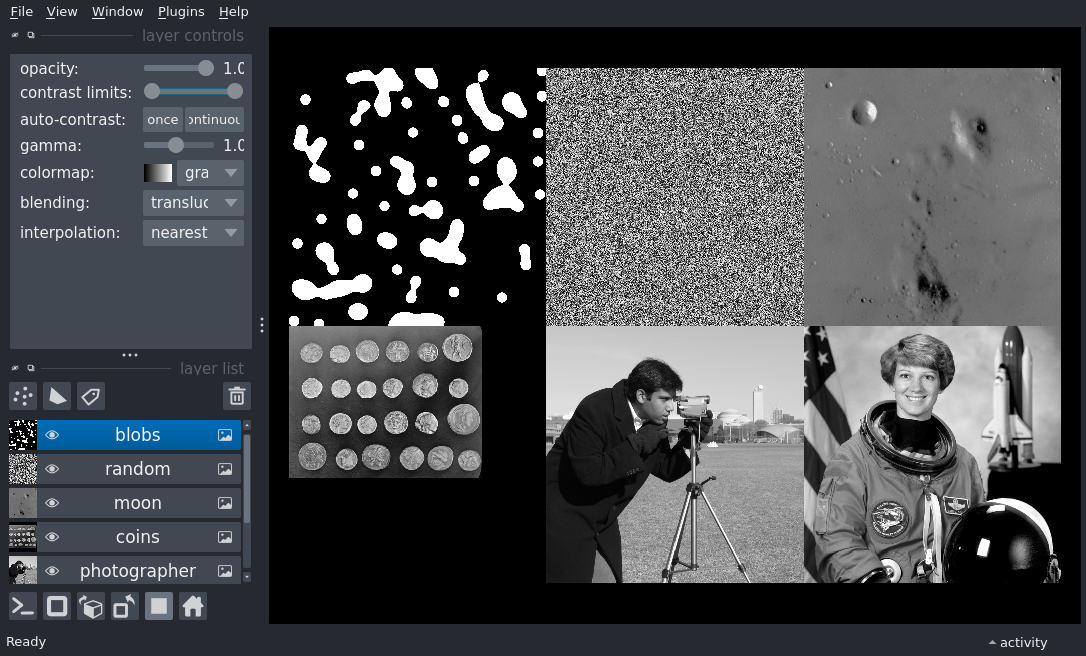 File View Window Plugins Help
layer controls
opacity: 1.0
contrast limits:
auto-contrast: once ontinuou
gamma: 1.0
colormap: gra
blending: transluc
interpolation: nearest
layer list
blobs
random
moon
coins
photographer
Ready
activity